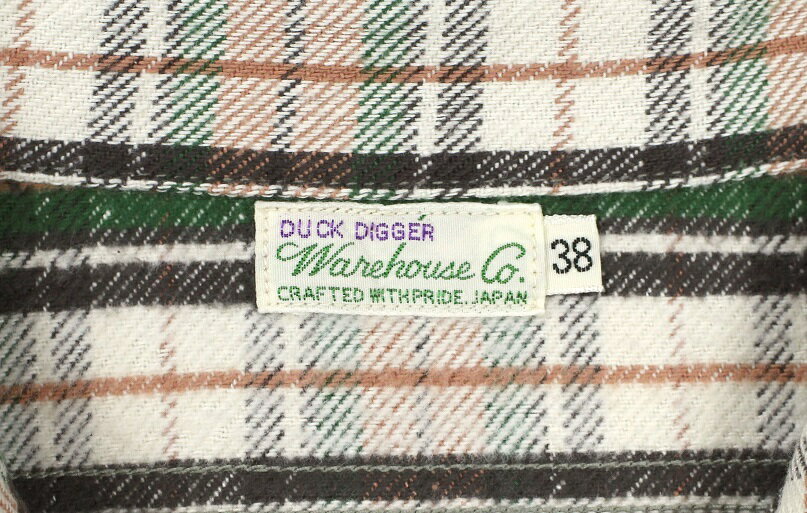 DUCK DIGGER
Warehouse Co.
CRAFTED WITH PRIDE. JAPAN
38